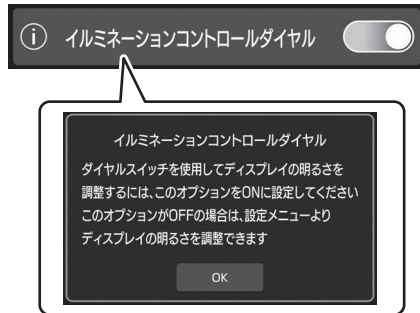 イルミネーションコントロールダイヤル
イルミネーションコントロールダイヤル
ダイヤルスイッチを使用してディスプレイの明るさを
調整するには、このオプションをONに設定してください
このオプションがOFFの場合は、設定メニューより
ディスプレイの明るさを調整できます
OK